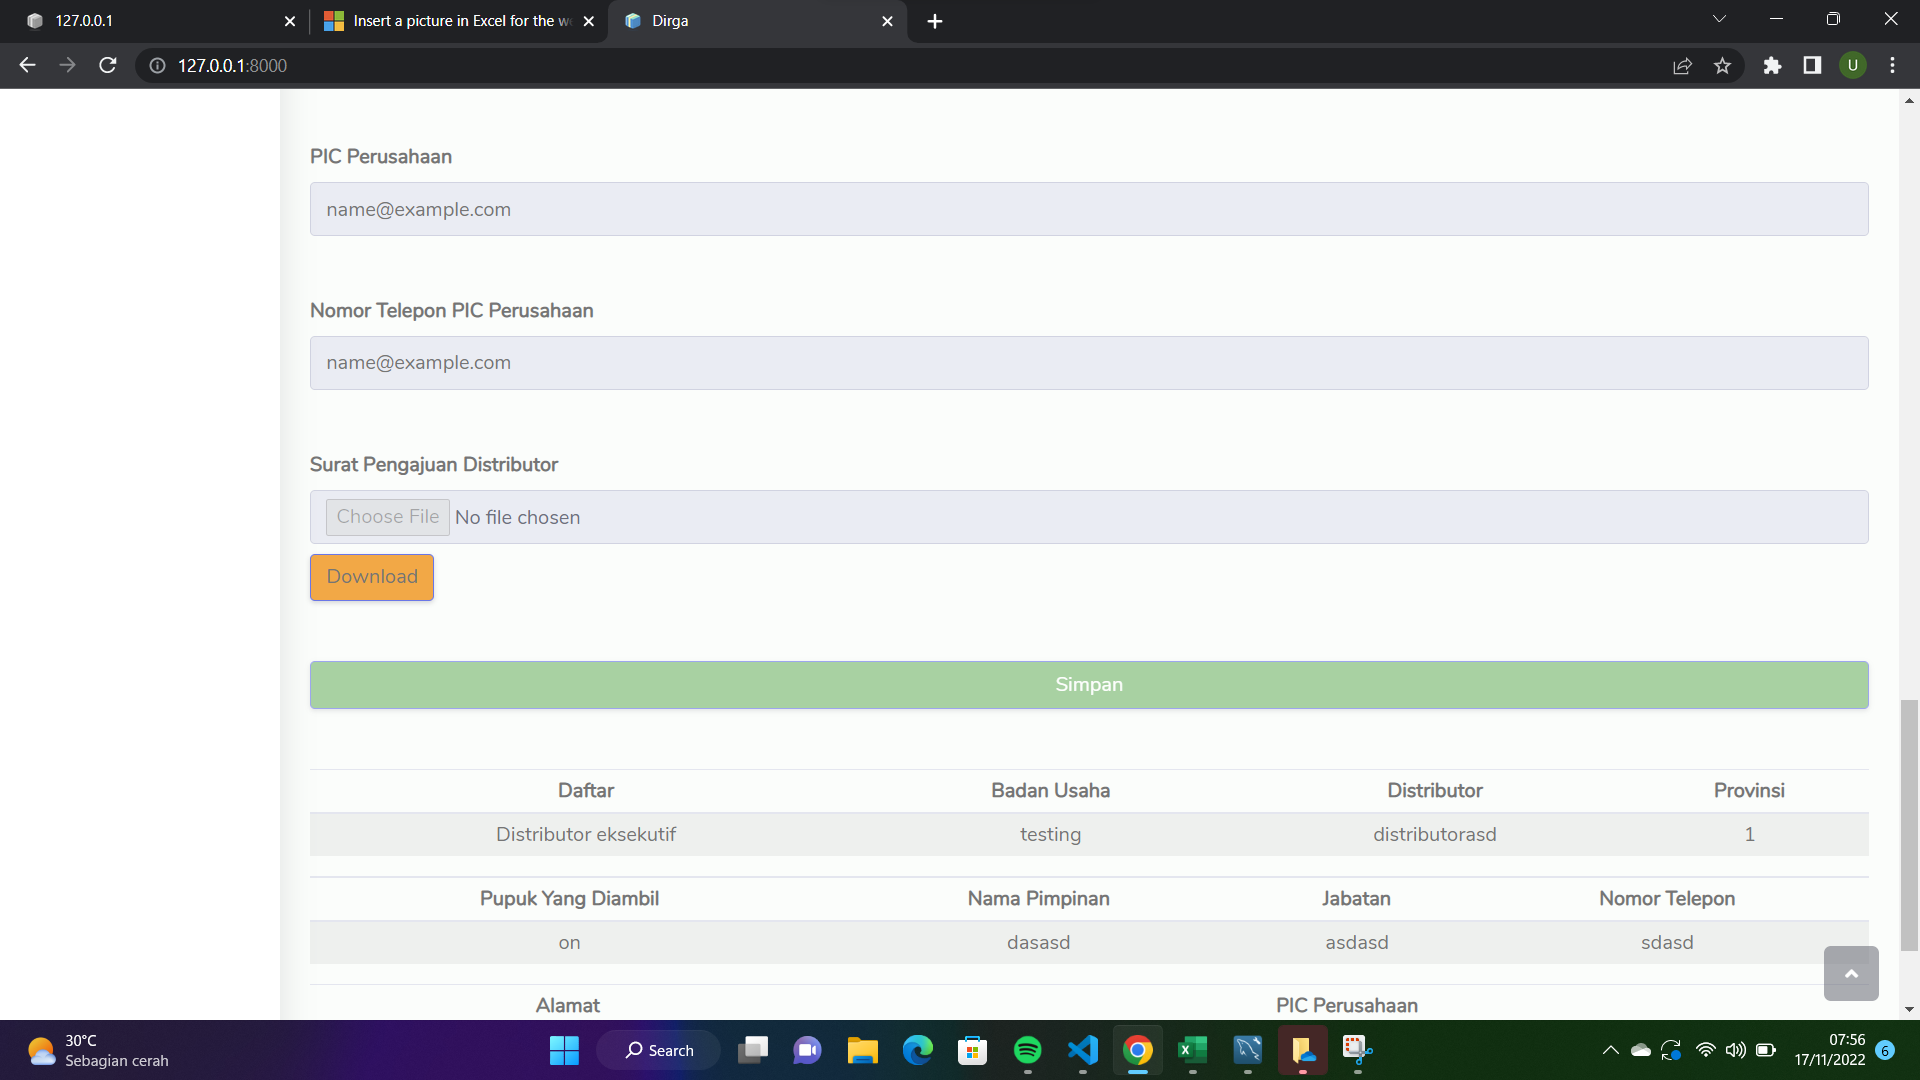 127.0.0.1
Insert a picture in Excel for the we
Dirga
127.0.0.1:8000
U
PIC Perusahaan
name@example.com
Nomor Telepon PIC Perusahaan
name@example.com
Surat Pengajuan Distributor
Choose File No file chosen
Download
Simpan
Daftar Badan Usaha Distributor Provinsi
Distributor eksekutif testing distributorasd 1
Pupuk Yang Diambil Nama Pimpinan Jabatan Nomor Telepon
on dasasd asdasd sdasd
Alamat PIC Perusahaan
30°C
Sebagian cerah
Search
07:56
17/11/2022
6